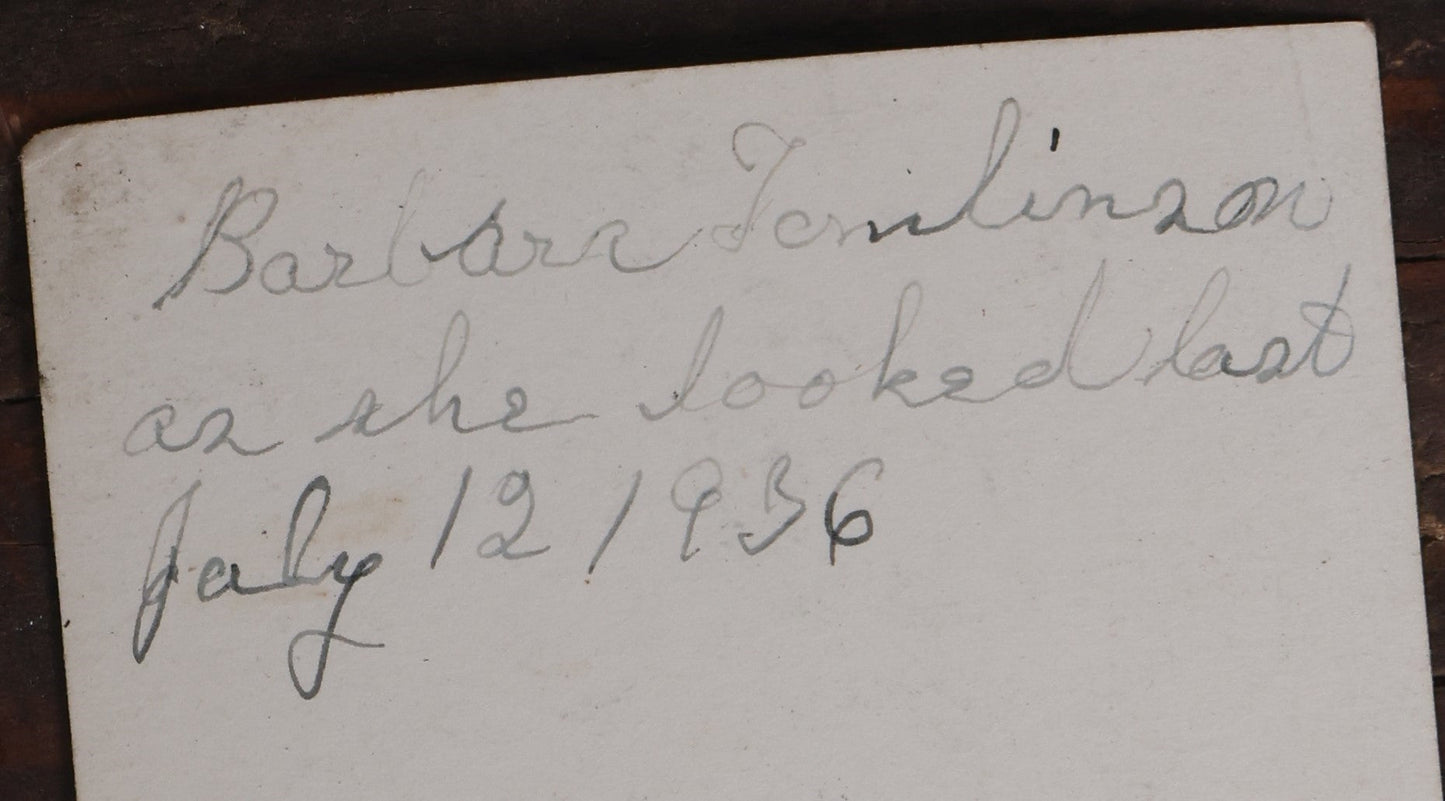 Barbara Tomlinson
as she looked last
July 12 1936